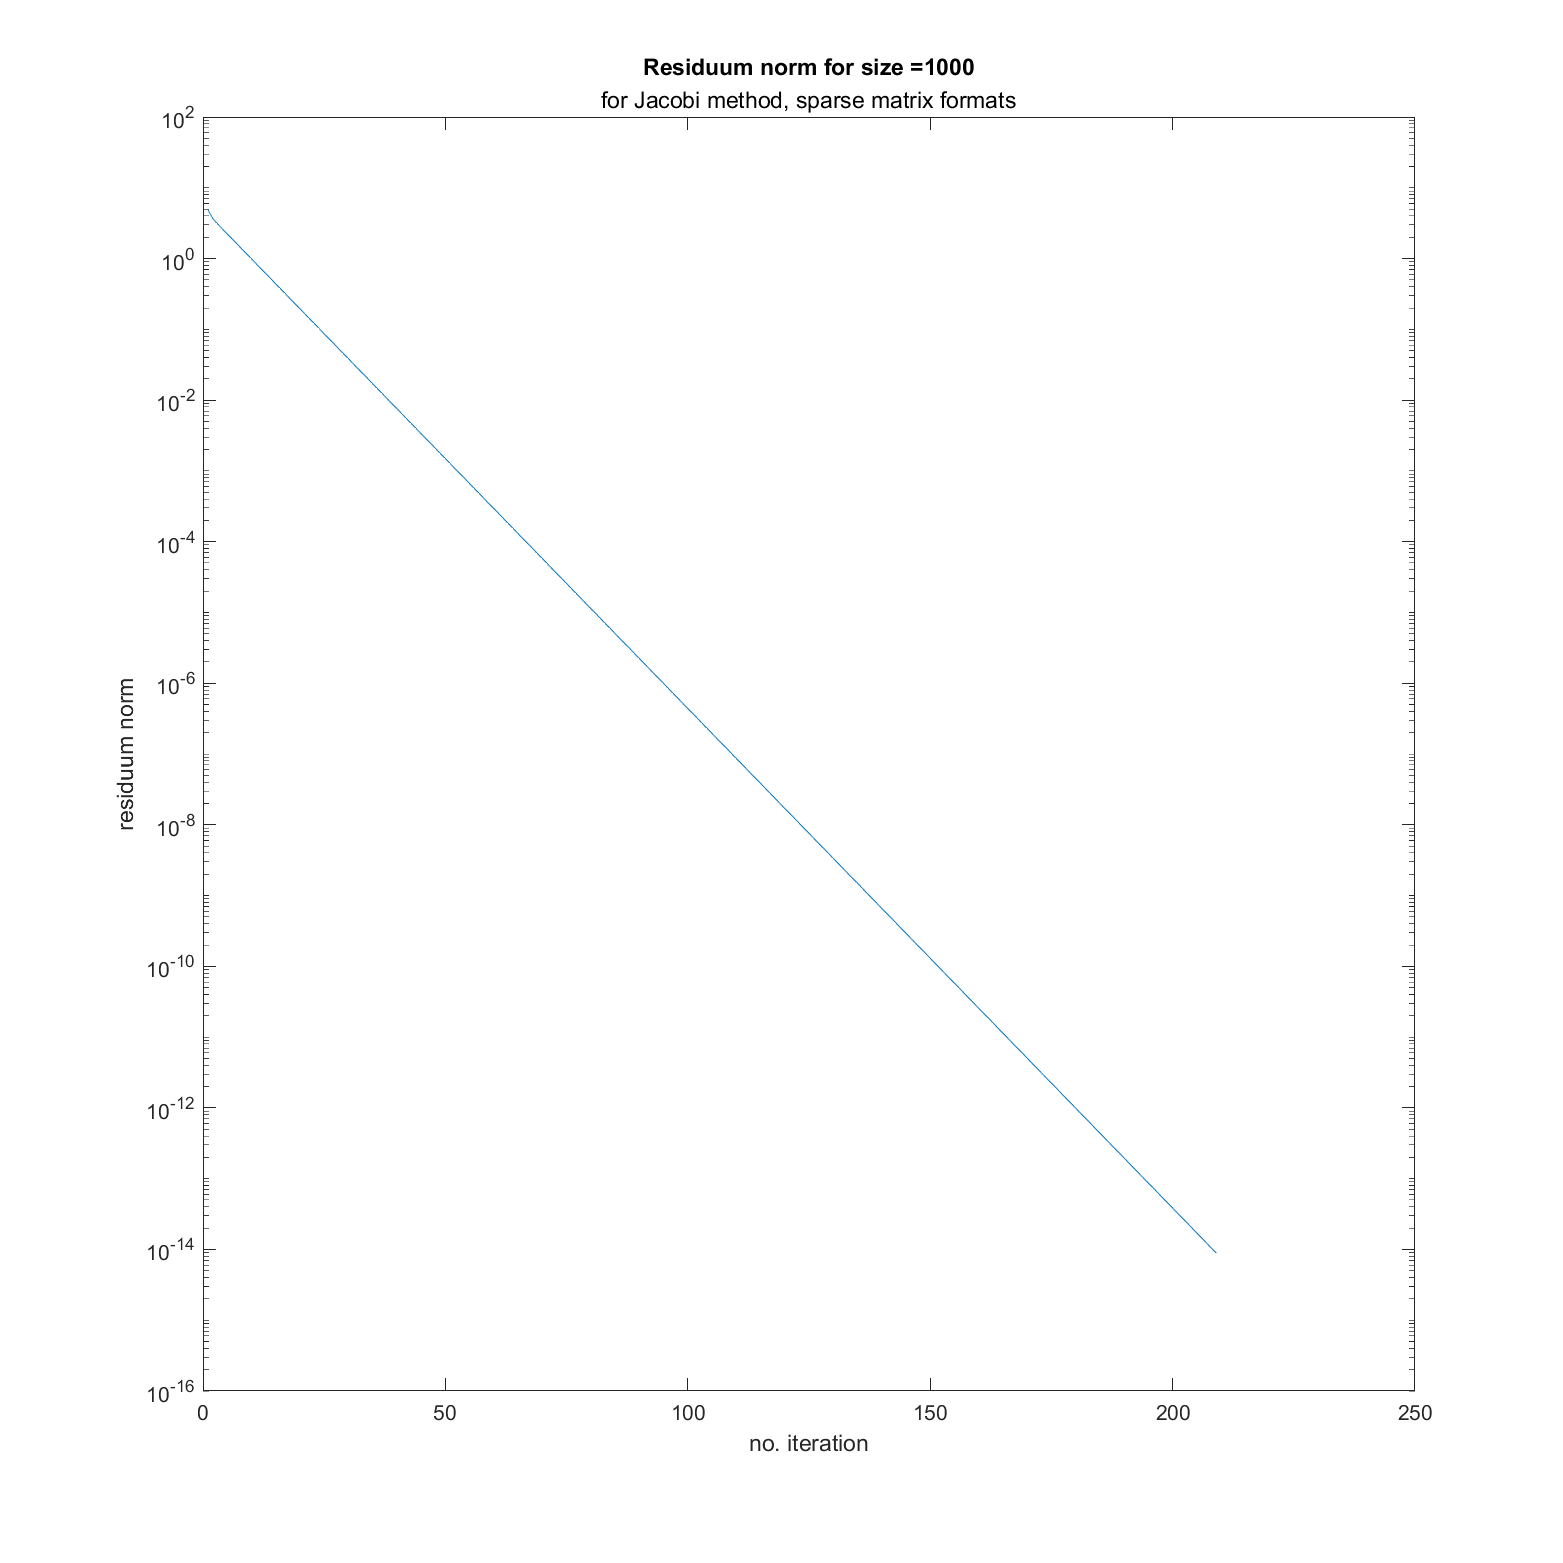 Residuum norm for size =1000
for Jacobi method, sparse matrix formats
10^2
10^0
10^-2
10^-4
10^-6
10^-8
10^-10
10^-12
10^-14
10^-16
residuum norm
0 50 100 150 200 250
no. iteration